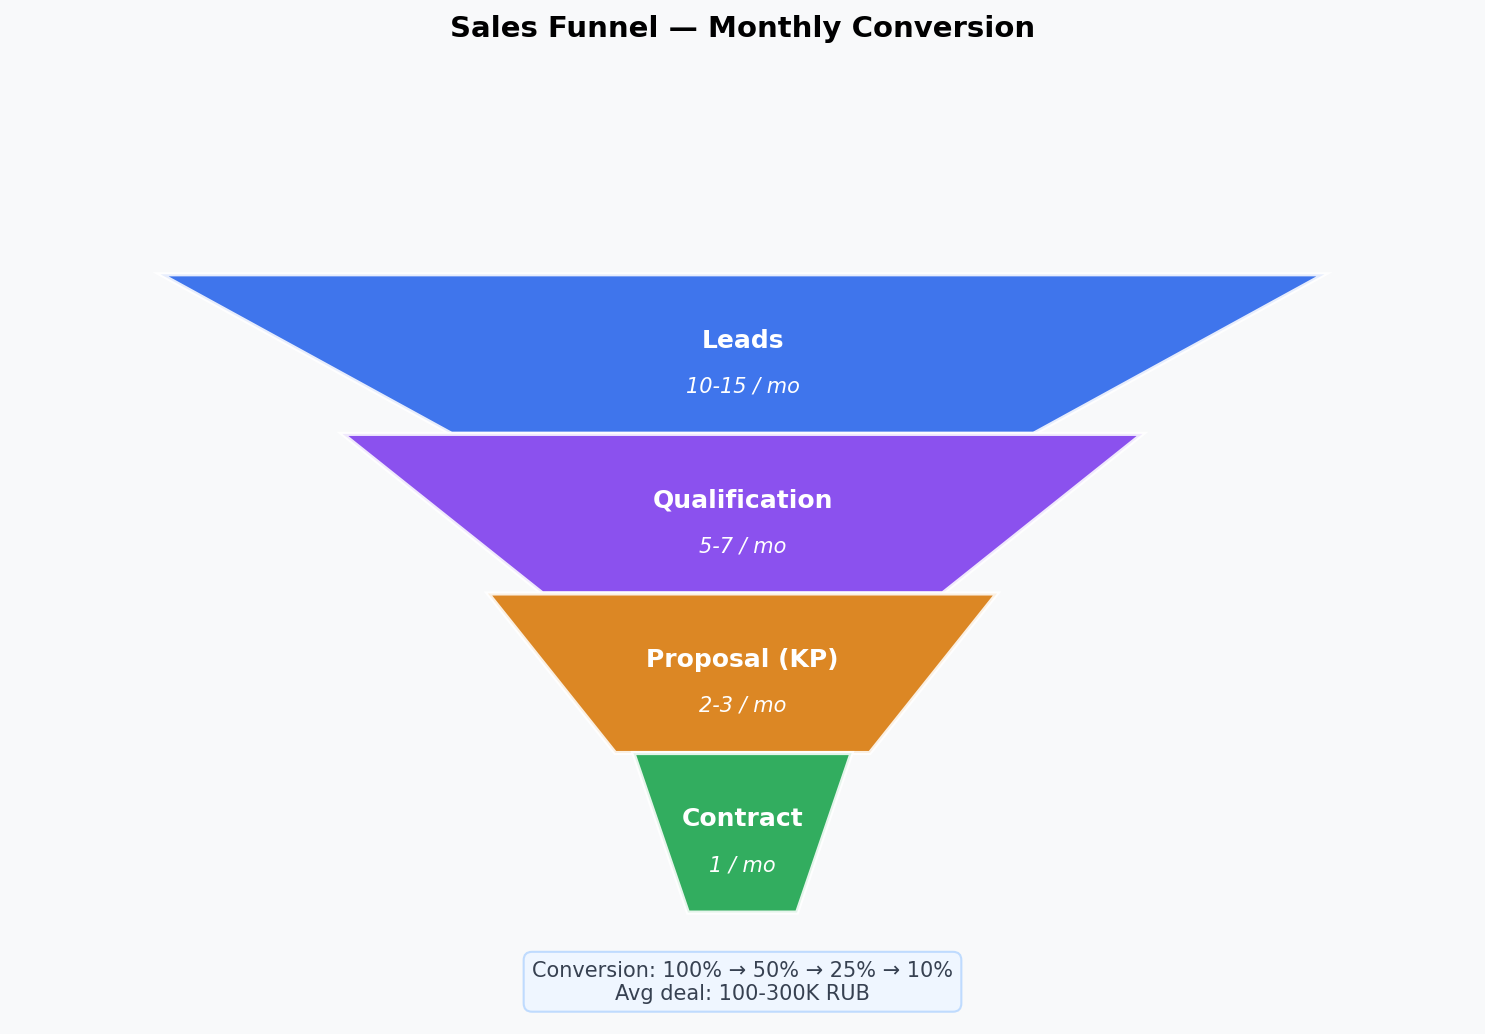 Sales Funnel — Monthly Conversion
Leads
10-15 / mo
Qualification
5-7 / mo
Proposal (KP)
2-3 / mo
Contract
1 / mo
Conversion: 100% → 50% → 25% → 10%
Avg deal: 100-300K RUB